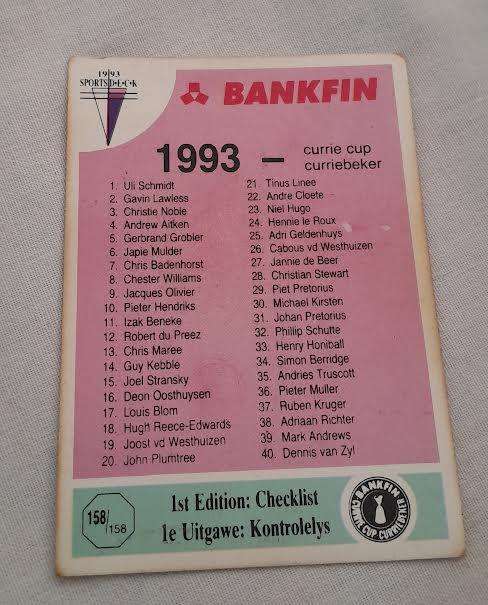 1993
SPORTS D.E.C.K
BANKFIN
1993 – currie cup
curriebeker
1. Uli Schmidt
2. Gavin Lawless
3. Christie Noble
4. Andrew Aitken
5. Gerbrand Grobler
6. Japie Mulder
7. Chris Badenhorst
8. Chester Williams
9. Jacques Olivier
10. Pieter Hendriks
11. Izak Beneke
12. Robert du Preez
13. Chris Maree
14. Guy Kebble
15. Joel Stransky
16. Deon Oosthuysen
17. Louis Blom
18. Hugh Reece-Edwards
19. Joost vd Westhuizen
20. John Plumtree
21. Tinus Linee
22. Andre Cloete
23. Niel Hugo
24. Hennie le Roux
25. Adri Geldenhuys
26. Cabous vd Westhuizen
27. Jannie de Beer
28. Christian Stewart
29. Piet Pretorius
30. Michael Kirsten
31. Johan Pretorius
32. Phillip Schutte
33. Henry Honiball
34. Simon Berridge
35. Andries Truscott
36. Pieter Muller
37. Ruben Kruger
38. Adriaan Richter
39. Mark Andrews
40. Dennis van Zyl
158/158
1st Edition: Checklist
1e Uitgawe: Kontrolelys
BANKFIN
CURRIE CUP CURRIEBEKER